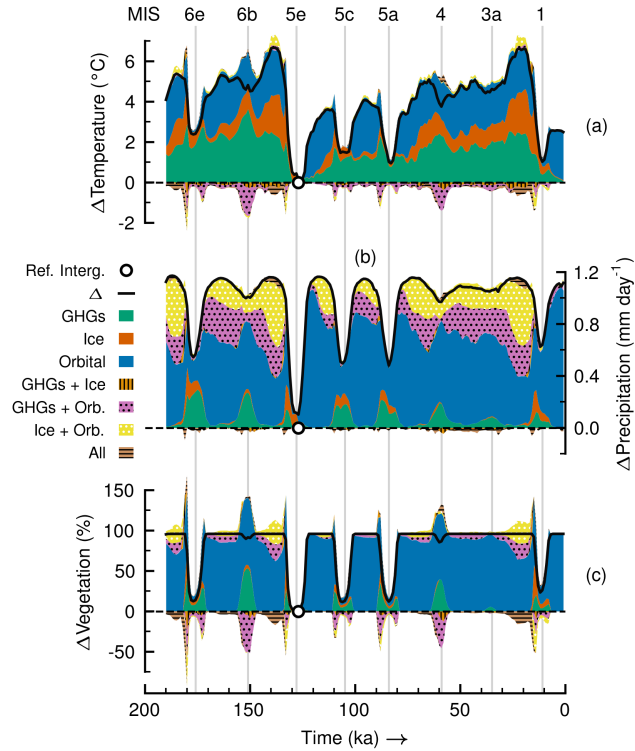 MIS 6e 6b 5e 5c 5a 4 3a 1
6
4
2
0
-2
ΔTemperature (°C)
(a)
(b)
Ref. Interg.
Δ
GHGs
Ice
Orbital
GHGs + Ice
GHGs + Orb.
Ice + Orb.
All
1.2
0.8
0.4
0.0
ΔPrecipitation (mm day⁻¹)
150
100
50
0
-50
ΔVegetation (%)
(c)
200 150 100 50 0
Time (ka) →